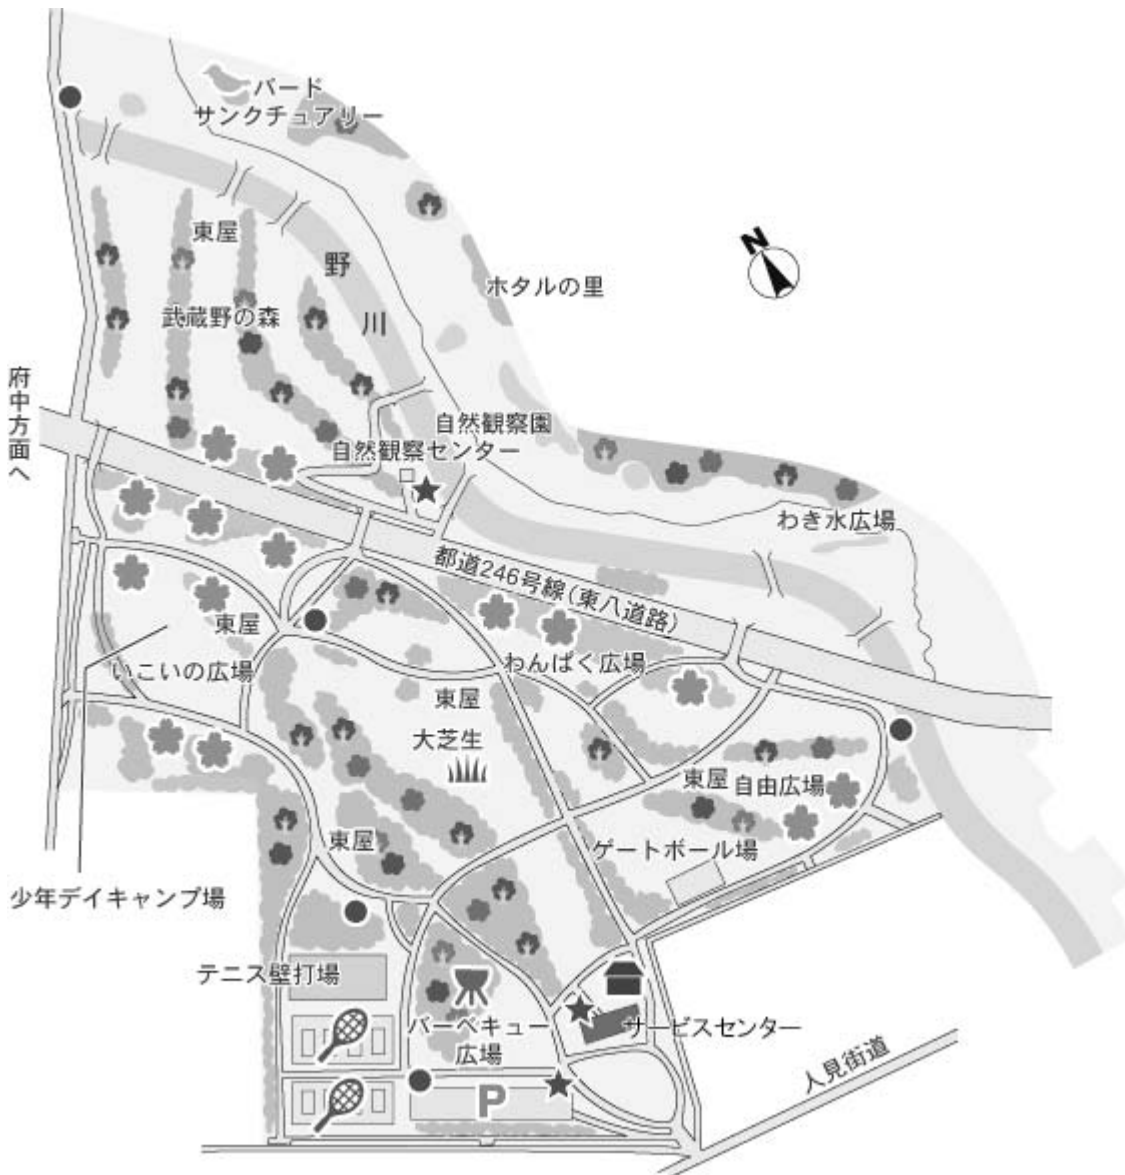 バード
サンクチュアリー
東屋
N
野
川
ホタルの里
武蔵野の森
府中方面へ
自然観察園
自然観察センター
わき水広場
都道246号線(東八道路)
東屋
いこいの広場
わんぱく広場
東屋
大芝生
東屋
自由広場
東屋
ゲートボール場
少年デイキャンプ場
テニス壁打場
バーベキュー
広場
サービスセンター
人見街道
P